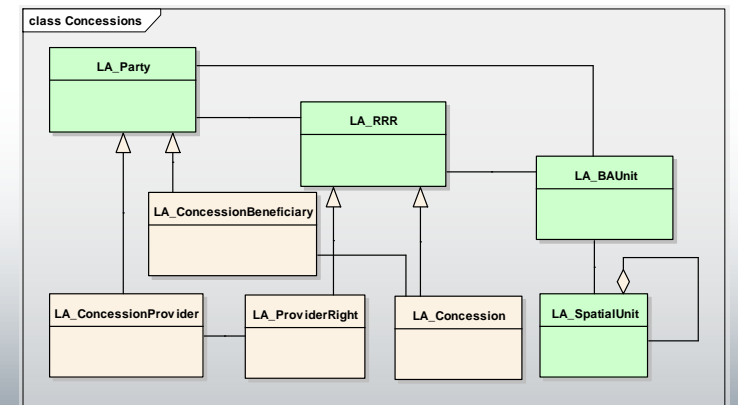 class Concessions
LA_Party
LA_RRR
LA_BAUnit
LA_ConcessionBeneficiary
LA_ConcessionProvider
LA_ProviderRight
LA_Concession
LA_SpatialUnit